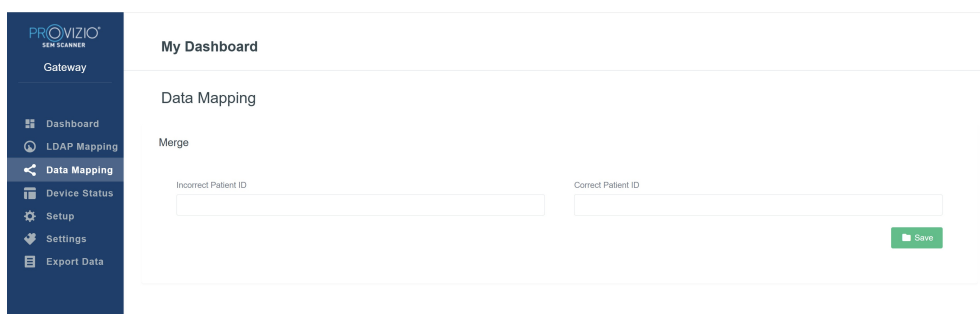 PROVIZIO®
SEM SCANNER
Gateway
Dashboard
LDAP Mapping
Data Mapping
Device Status
Setup
Settings
Export Data
My Dashboard
Data Mapping
Merge
Incorrect Patient ID
Correct Patient ID
Save